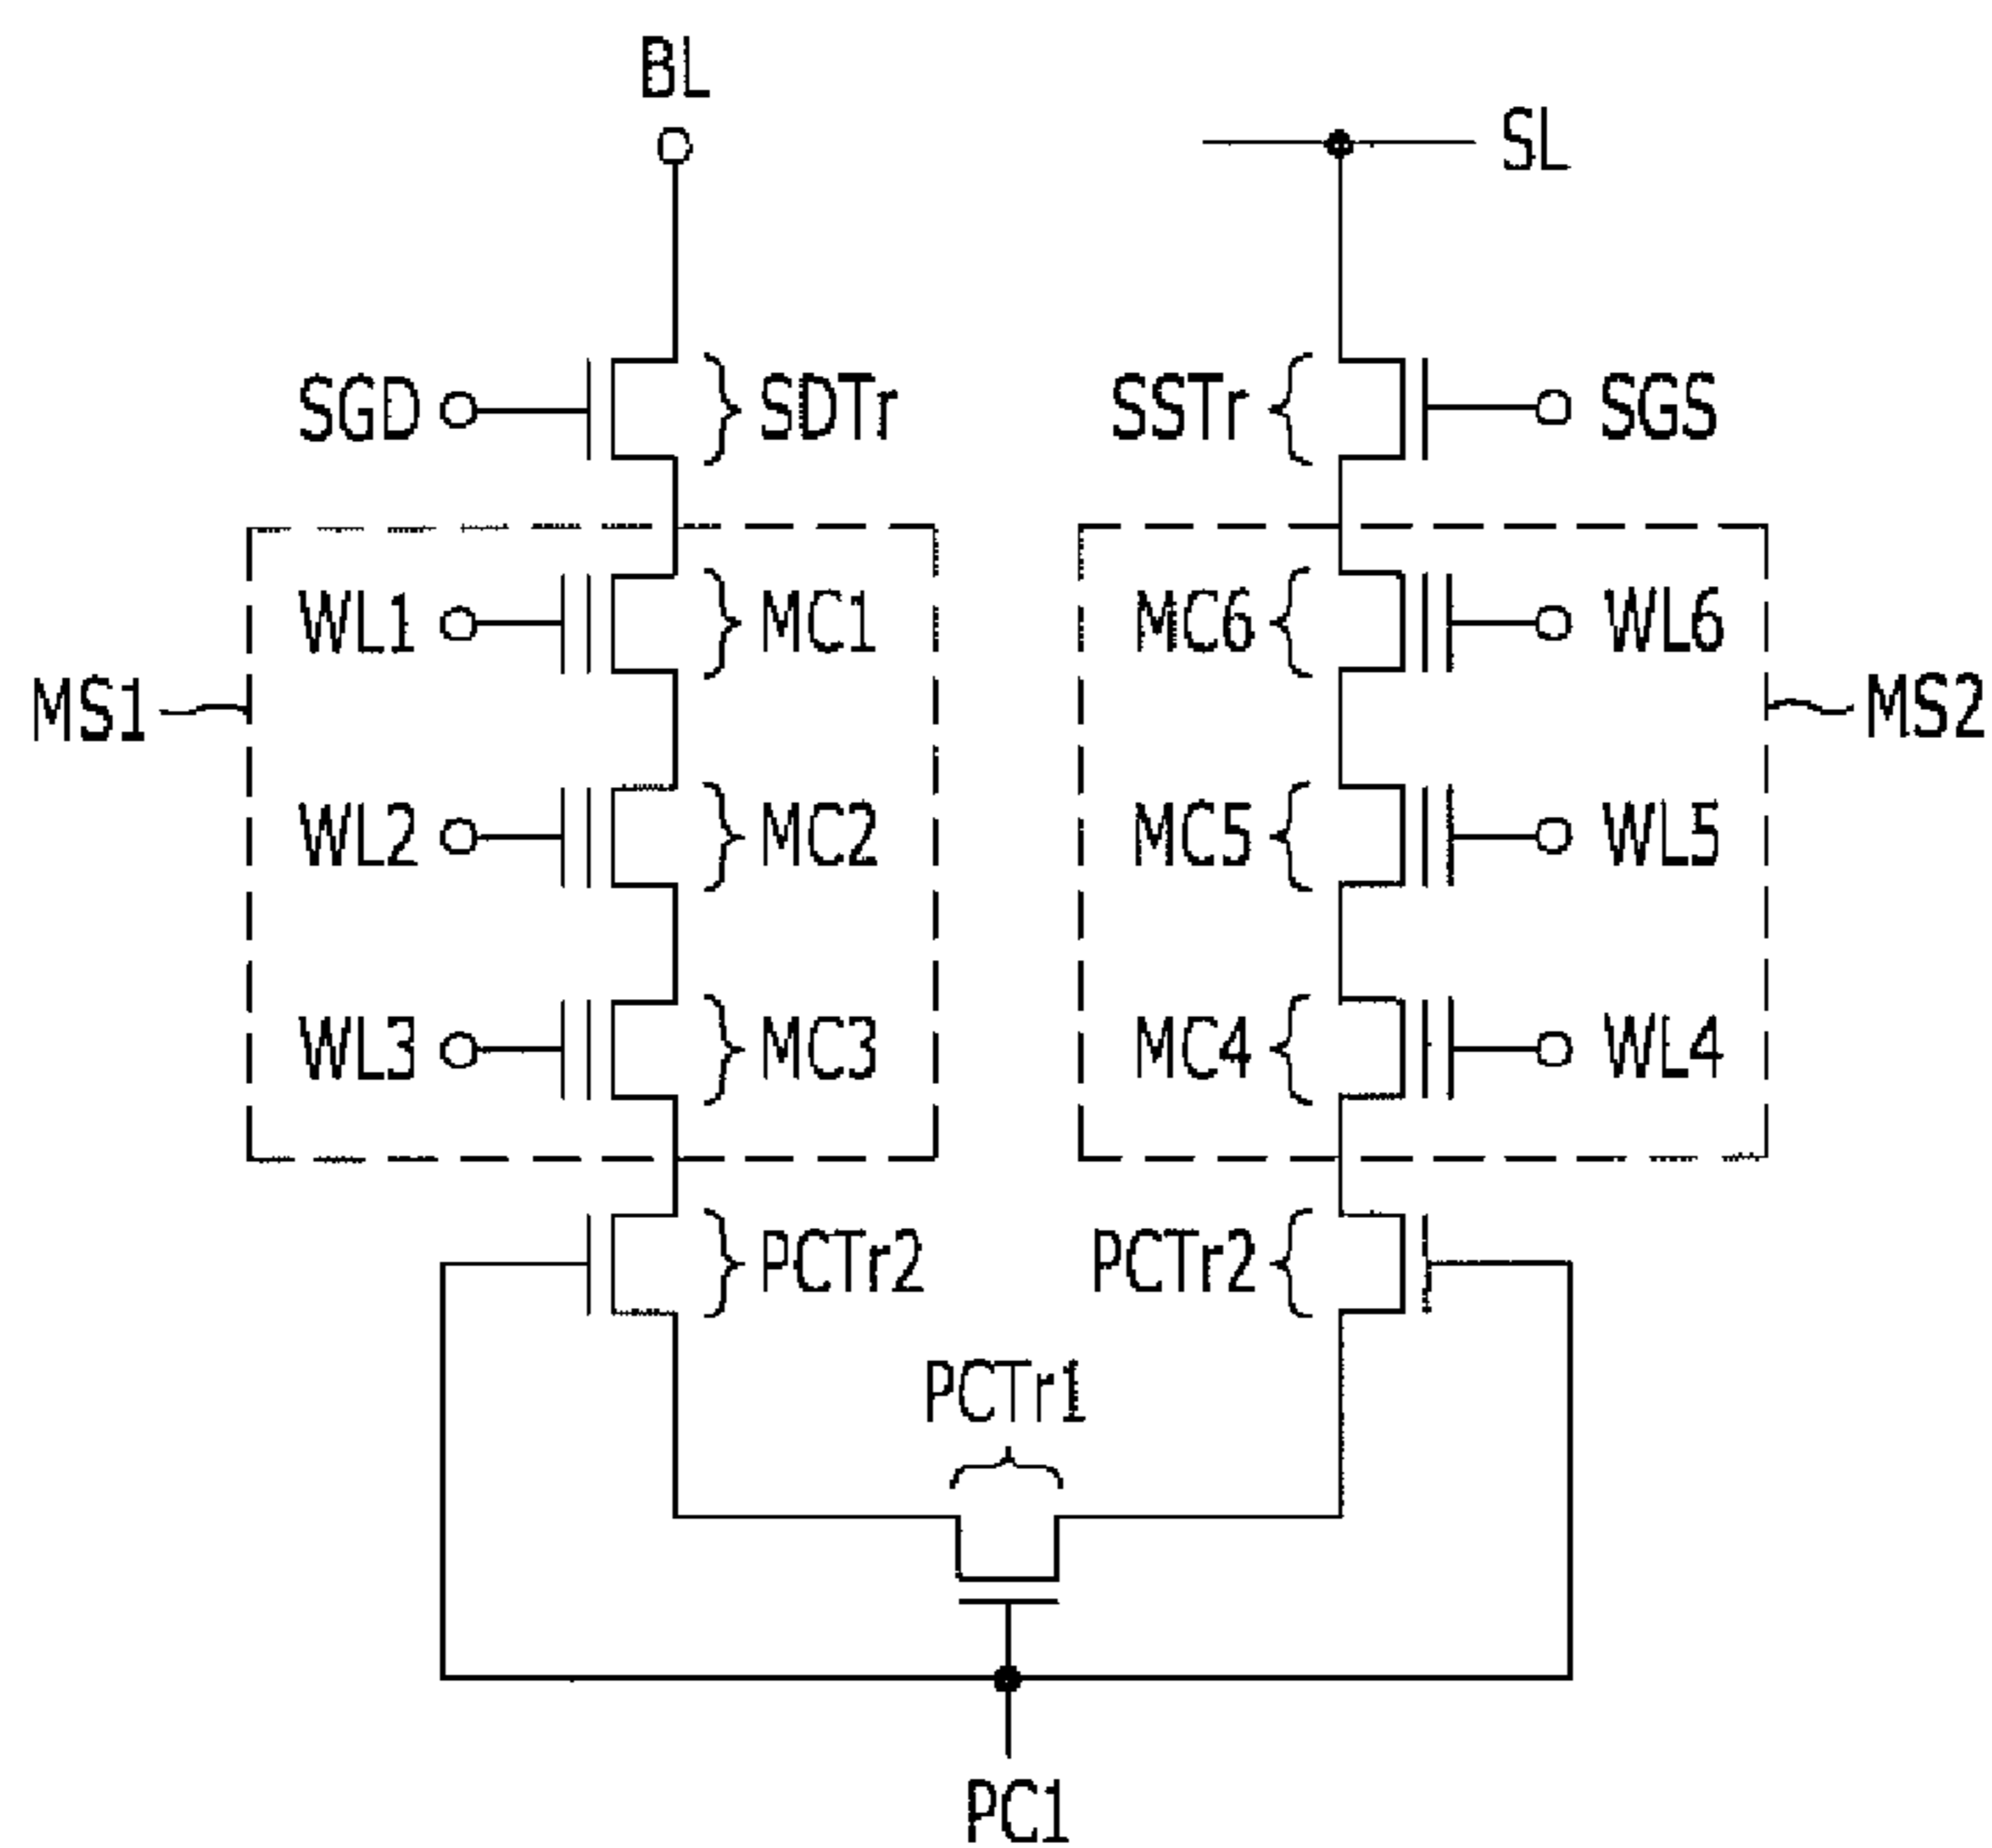 BL
SL
SGD SDTr SSTr SGS
WL1 MC1 MC6 WL6
MS1 MS2
WL2 MC2 MC5 WL5
WL3 MC3 MC4 WL4
PCTr2 PCTr2
PCTr1
PC1